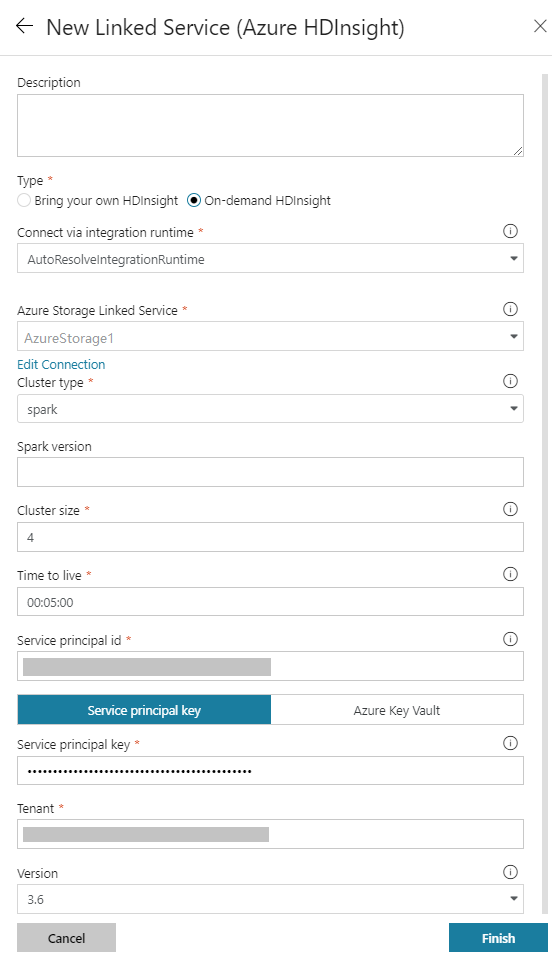 New Linked Service (Azure HDInsight)
Description
Type *
Bring your own HDInsight On-demand HDInsight
Connect via integration runtime *
AutoResolveIntegrationRuntime
Azure Storage Linked Service *
AzureStorage1
Edit Connection
Cluster type *
spark
Spark version
Cluster size *
4
Time to live *
00:05:00
Service principal id *
Service principal key Azure Key Vault
Service principal key *
Tenant *
Version
3.6
Cancel Finish